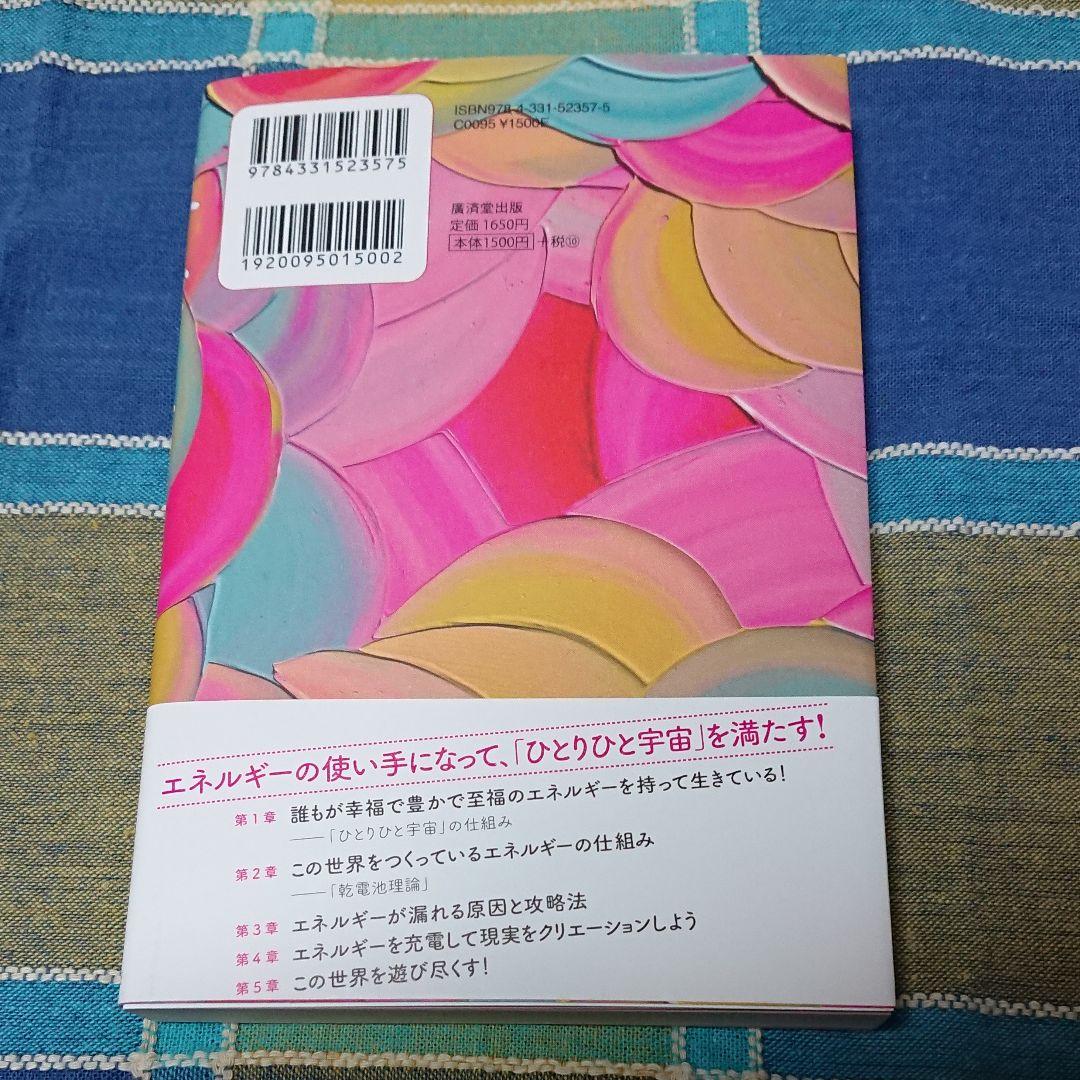 ISBN978-4-331-52357-5
C0095 ¥1500E
9784331523575
1920095015002
廣済堂出版
定価 1650円
本体1500円 +税⑩
エネルギーの使い手になって、「ひとりひと宇宙」を満たす!
第1章 誰もが幸福で豊かで至福のエネルギーを持って生きている!
——「ひとりひと宇宙」の仕組み
第2章 この世界をつくっているエネルギーの仕組み
——「乾電池理論」
第3章 エネルギーが漏れる原因と攻略法
第4章 エネルギーを充電して現実をクリエーションしよう
第5章 この世界を遊び尽くす!